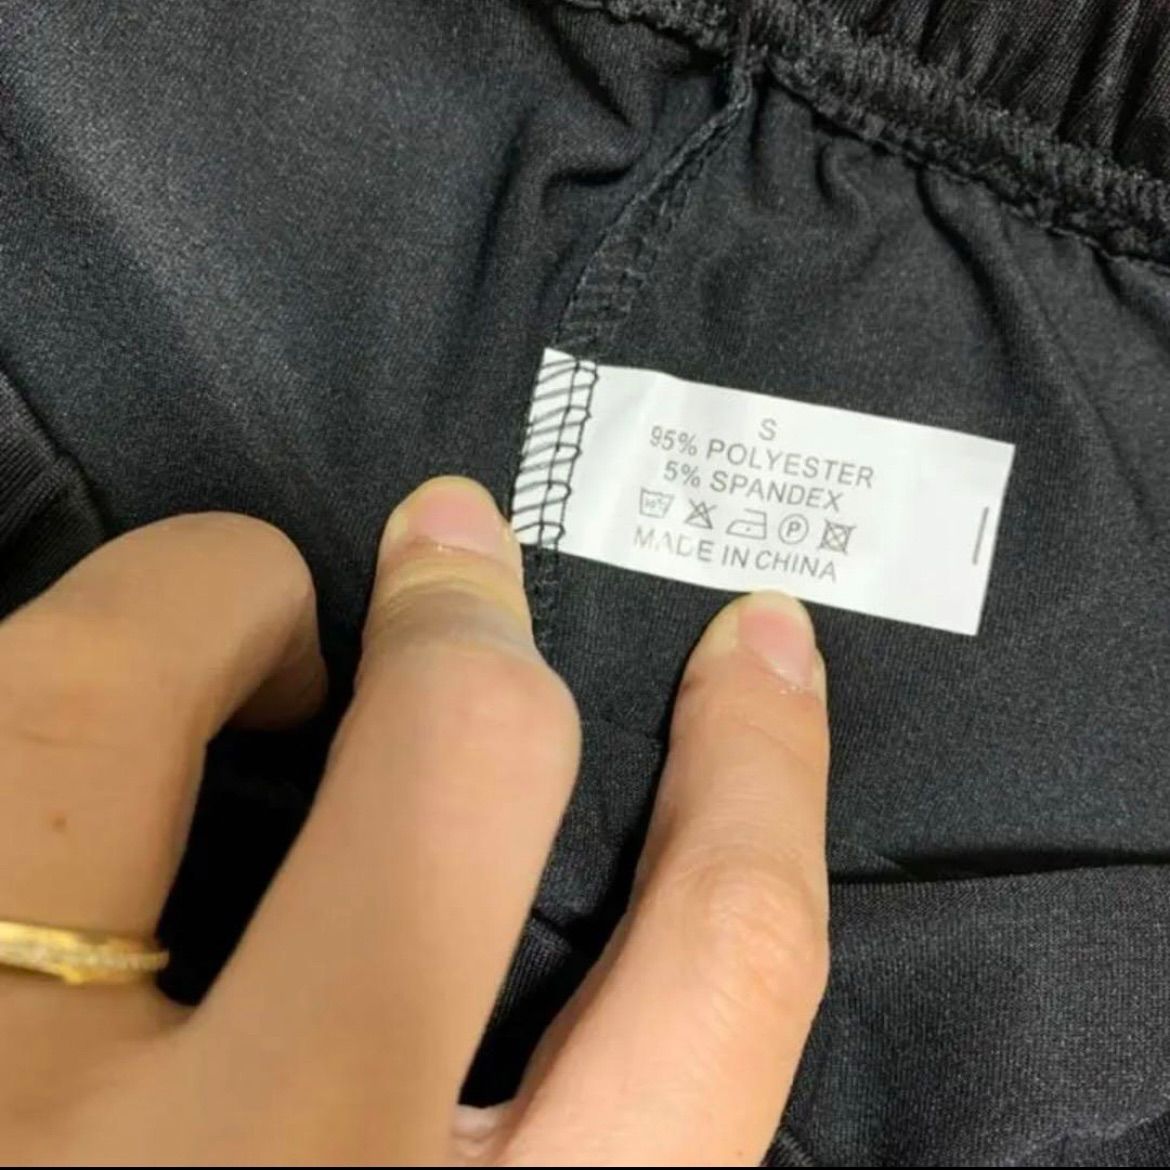 S
95% POLYESTER
5% SPANDEX
P
MADE IN CHINA